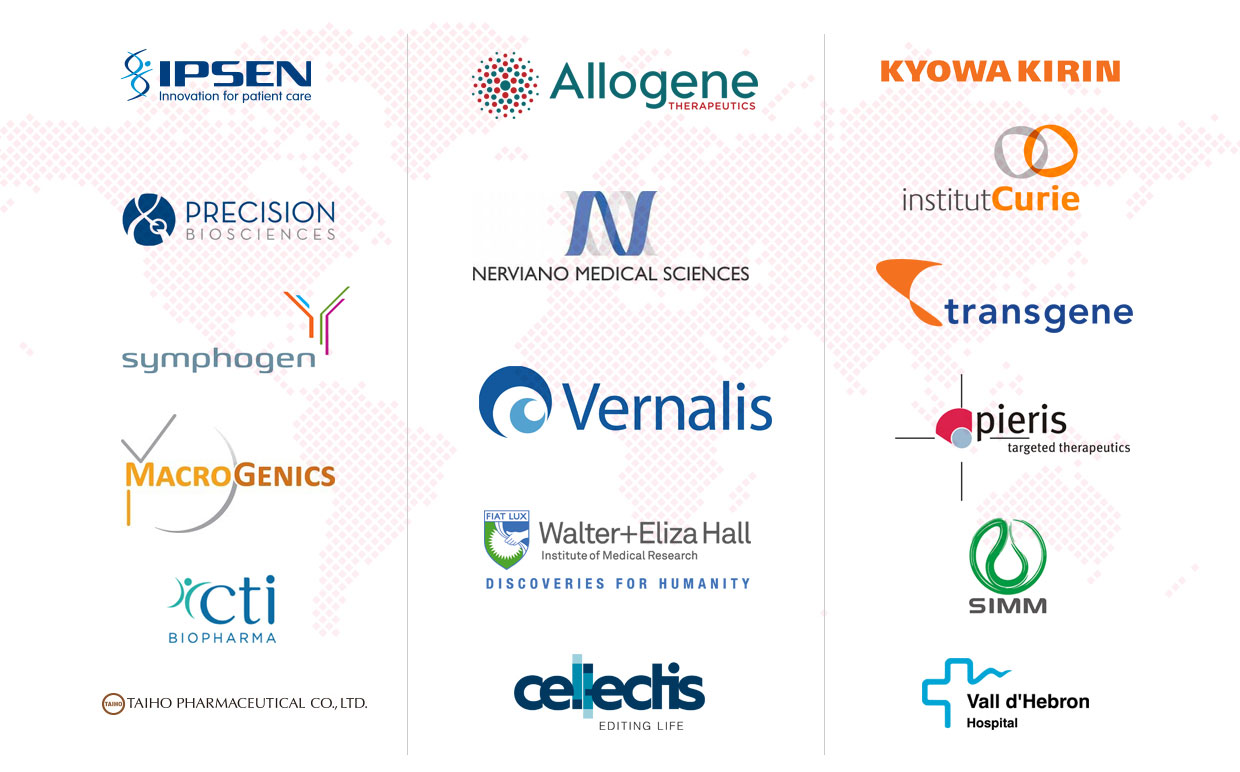 IPSEN
Innovation for patient care
PRECISION
BIOSCIENCES
symphogen
MACROGENICS
cti
BIOPHARMA
TAIHO
TAIHO PHARMACEUTICAL CO., LTD.
Allogene
THERAPEUTICS
N
NERVIANO MEDICAL SCIENCES
Vernalis
FIAT LUX
Walter+Eliza Hall
Institute of Medical Research
DISCOVERIES FOR HUMANITY
cellectis
EDITING LIFE
KYOWA KIRIN
institutCurie
transgene
pieris
targeted therapeutics
SIMM
Vall d'Hebron
Hospital